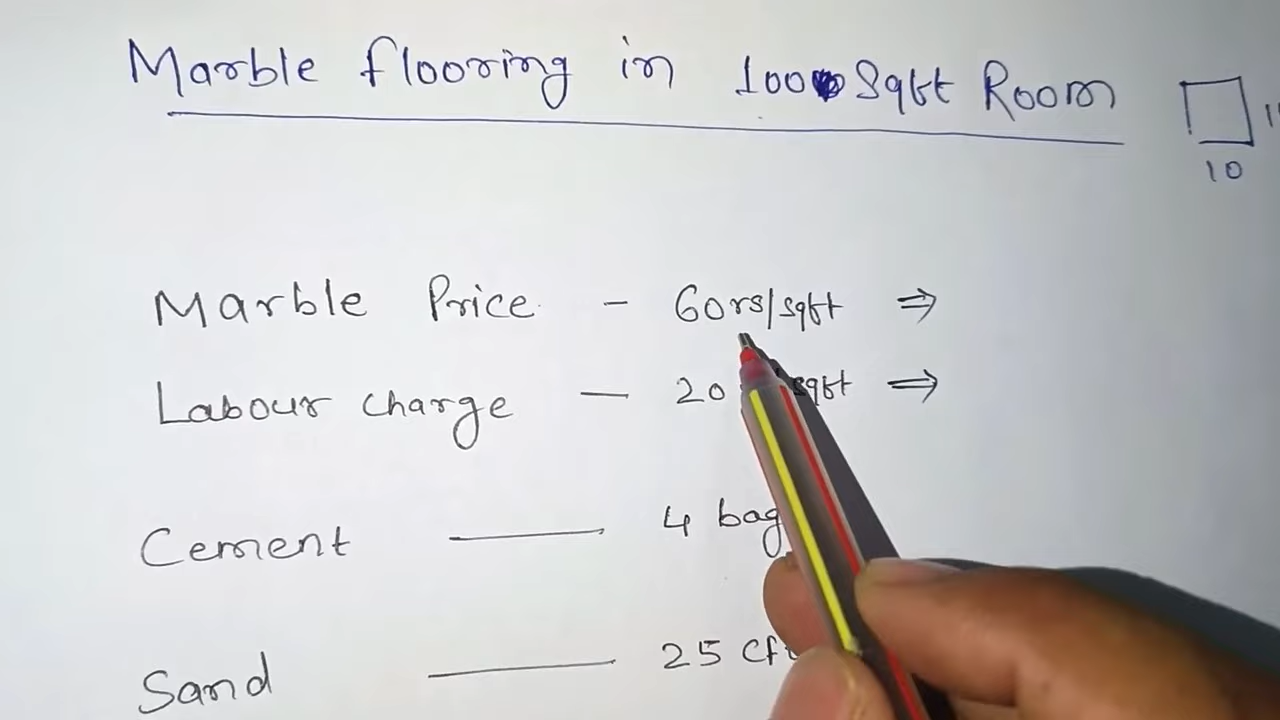 Marble flooring in 100 Sqft Room
10
Marble Price - 60rs/sqft ⇒
Labour charge — 20 sqft ⇒
Cement — 4 bag
Sand — 25 cft